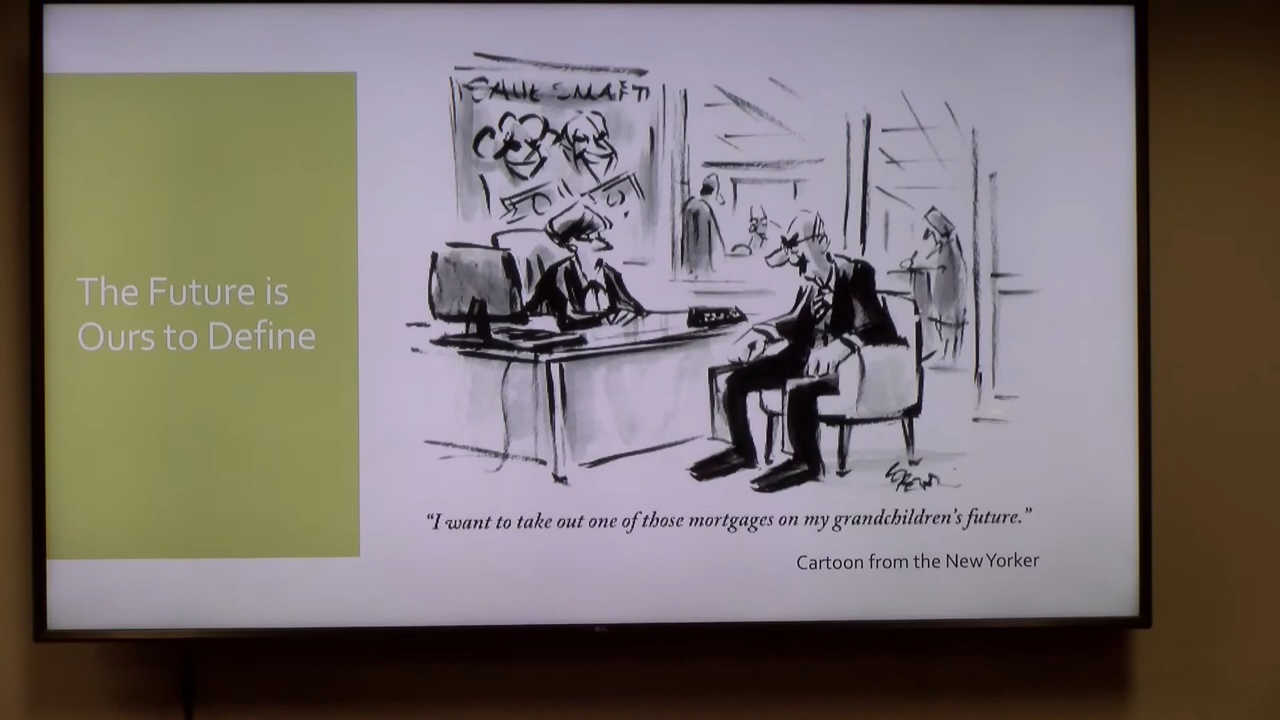 The Future is
Ours to Define
“I want to take out one of those mortgages on my grandchildren’s future.”
Cartoon from the New Yorker